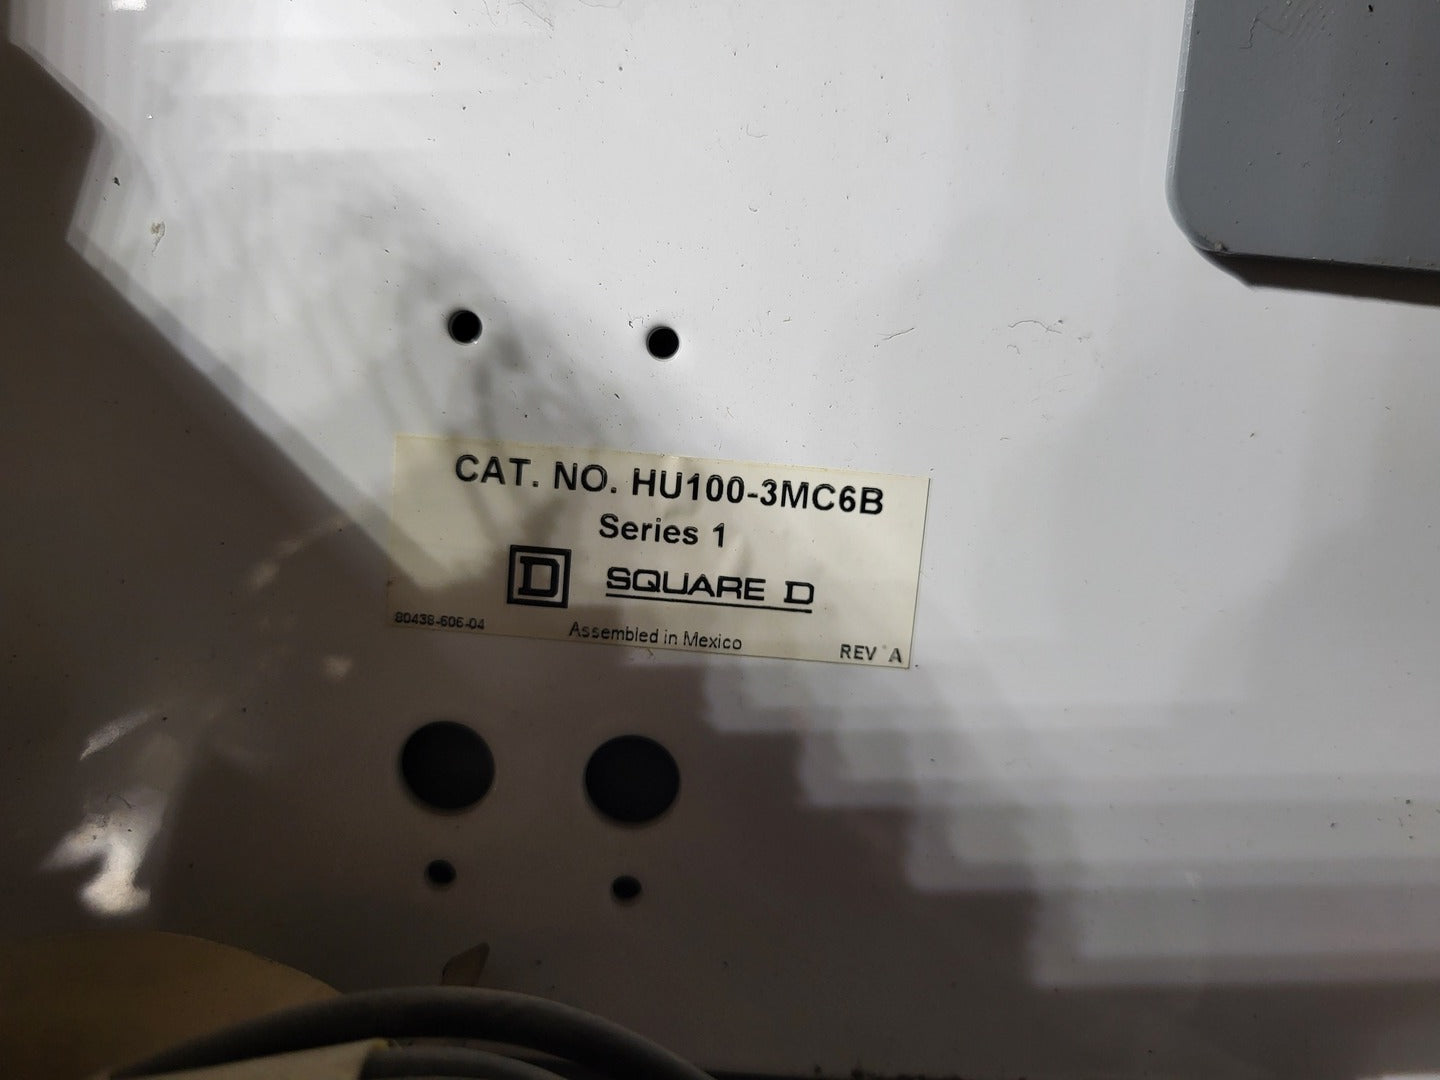 CAT. NO. HU100-3MC6B
Series 1
D SQUARE D
80438-606-04 Assembled in Mexico REV A